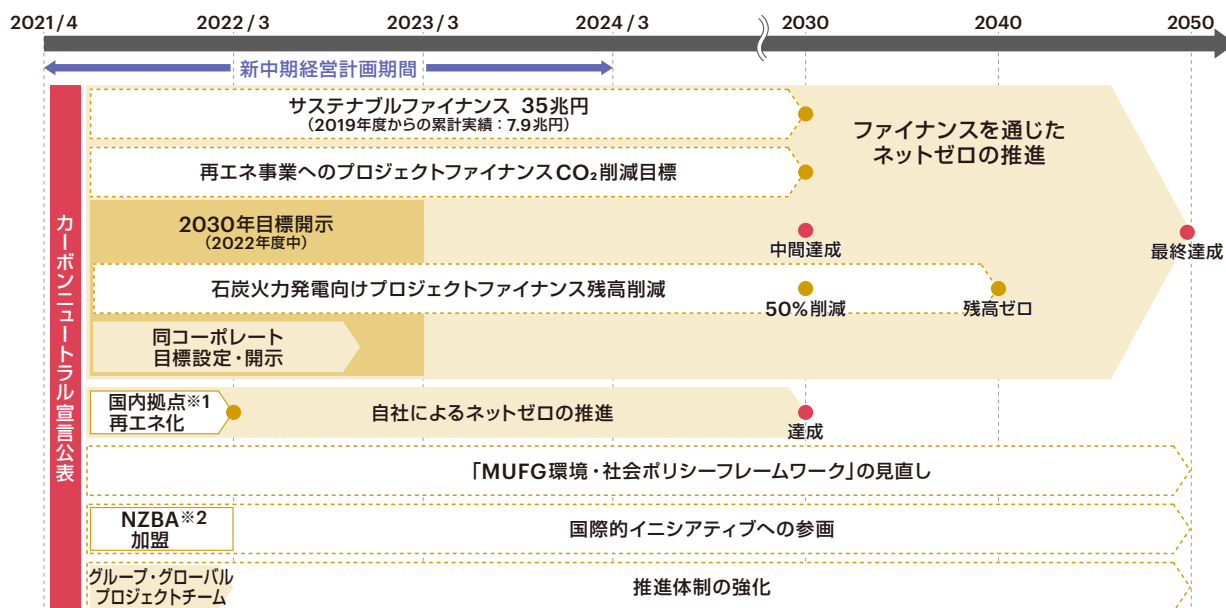 2021/4
2022/3
2023/3
2024/3
2030
2040
2050
新中期経営計画期間
カーボンニュートラル宣言公表
サステナブルファイナンス 35兆円
(2019年度からの累計実績:7.9兆円)
ファイナンスを通じた
ネットゼロの推進
再エネ事業へのプロジェクトファイナンスCO₂削減目標
2030年目標開示
(2022年度中)
中間達成
最終達成
石炭火力発電向けプロジェクトファイナンス残高削減
50%削減
残高ゼロ
同コーポレート
目標設定・開示
国内拠点※1
再エネ化
自社によるネットゼロの推進
達成
「MUFG環境・社会ポリシーフレームワーク」の見直し
NZBA※2
加盟
国際的イニシアティブへの参画
グループ・グローバル
プロジェクトチーム
推進体制の強化